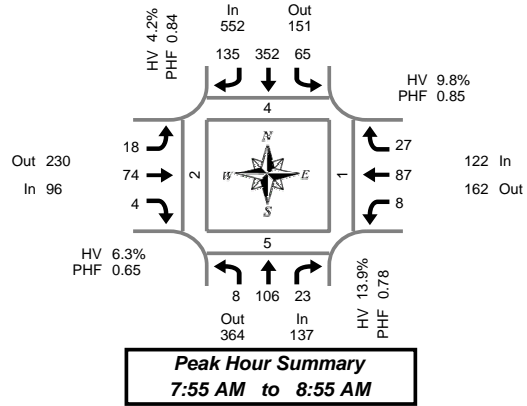 In Out
552 151
HV 4.2%
PHF 0.84
135 352 65
HV 9.8%
PHF 0.85
4
18 27
Out 230 74 2 N W E S 1 87 122 In
In 96 4 8 162 Out
HV 6.3%
PHF 0.65
5
8 106 23
HV 13.9%
PHF 0.78
Out In
364 137
Peak Hour Summary
7:55 AM to 8:55 AM